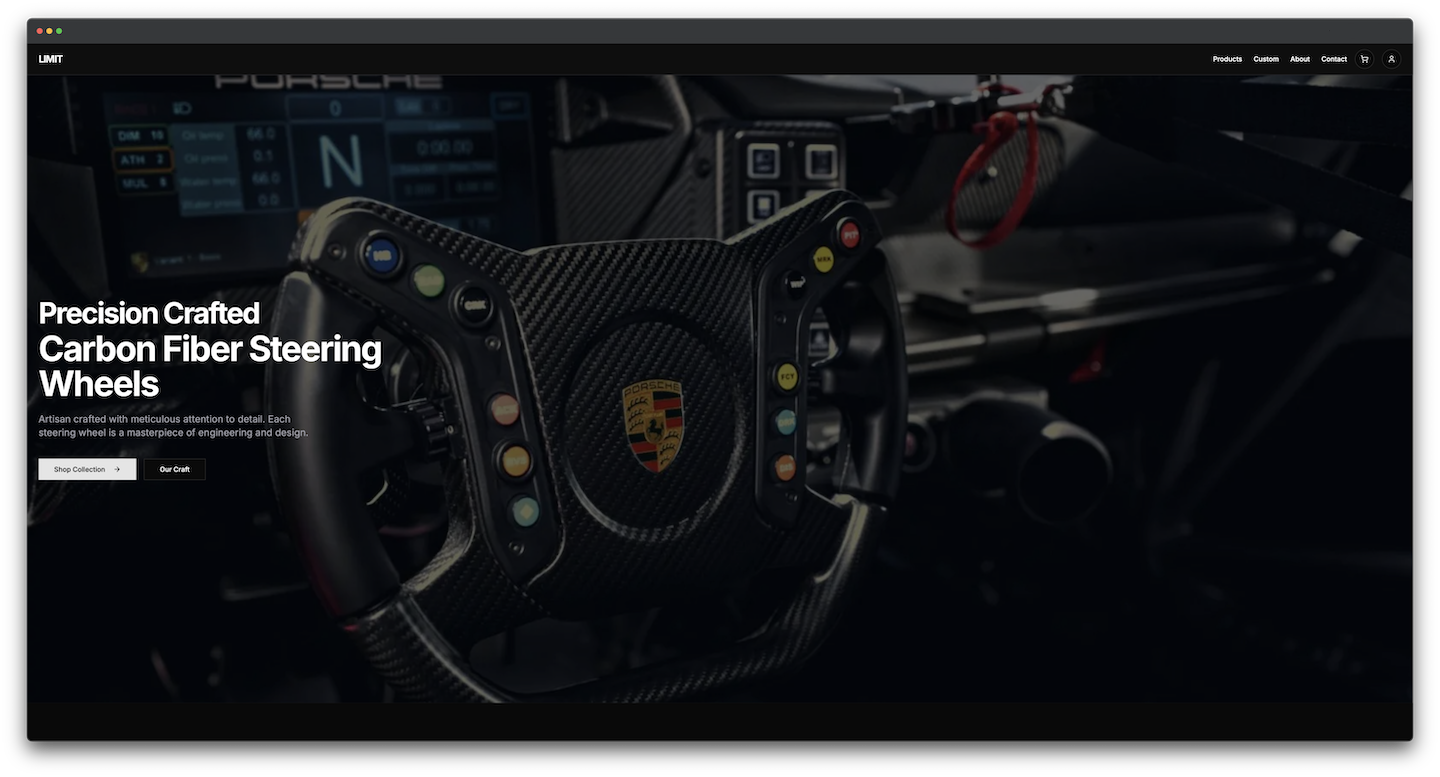 LIMIT
Products Custom About Contact
PORSCHE
0
DIM 10
Oil temp 66.0
N
0:00.00
ATH 2
Oil press 0.1
MUL 8
Water temp 66.0
Water press 0.0
PIT
FCY
PORSCHE
Precision Crafted
Carbon Fiber Steering
Wheels
Artisan crafted with meticulous attention to detail. Each
steering wheel is a masterpiece of engineering and design.
Shop Collection →
Our Craft